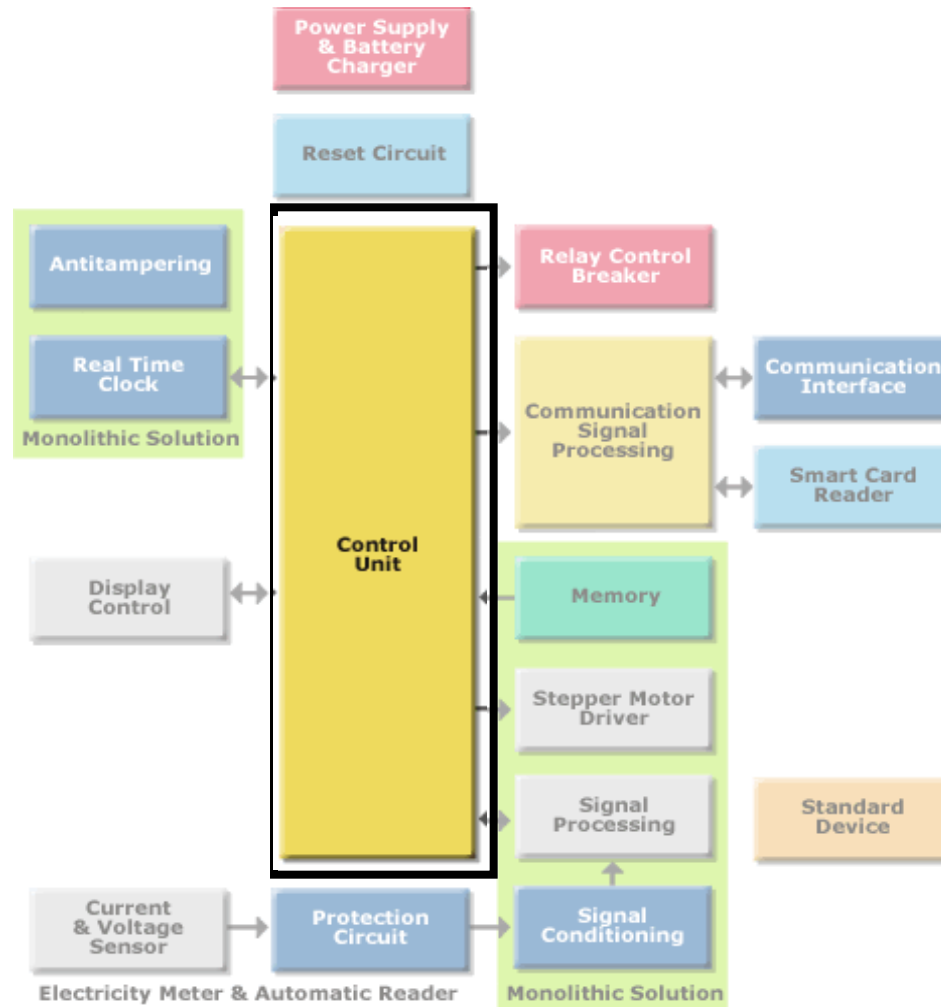 Power Supply
& Battery
Charger
Reset Circuit
Antitampering
Real Time
Clock
Monolithic Solution
Control
Unit
Relay Control
Breaker
Communication
Signal
Processing
Communication
Interface
Smart Card
Reader
Display
Control
Memory
Stepper Motor
Driver
Signal
Processing
Standard
Device
Current
& Voltage
Sensor
Protection
Circuit
Signal
Conditioning
Electricity Meter & Automatic Reader
Monolithic Solution